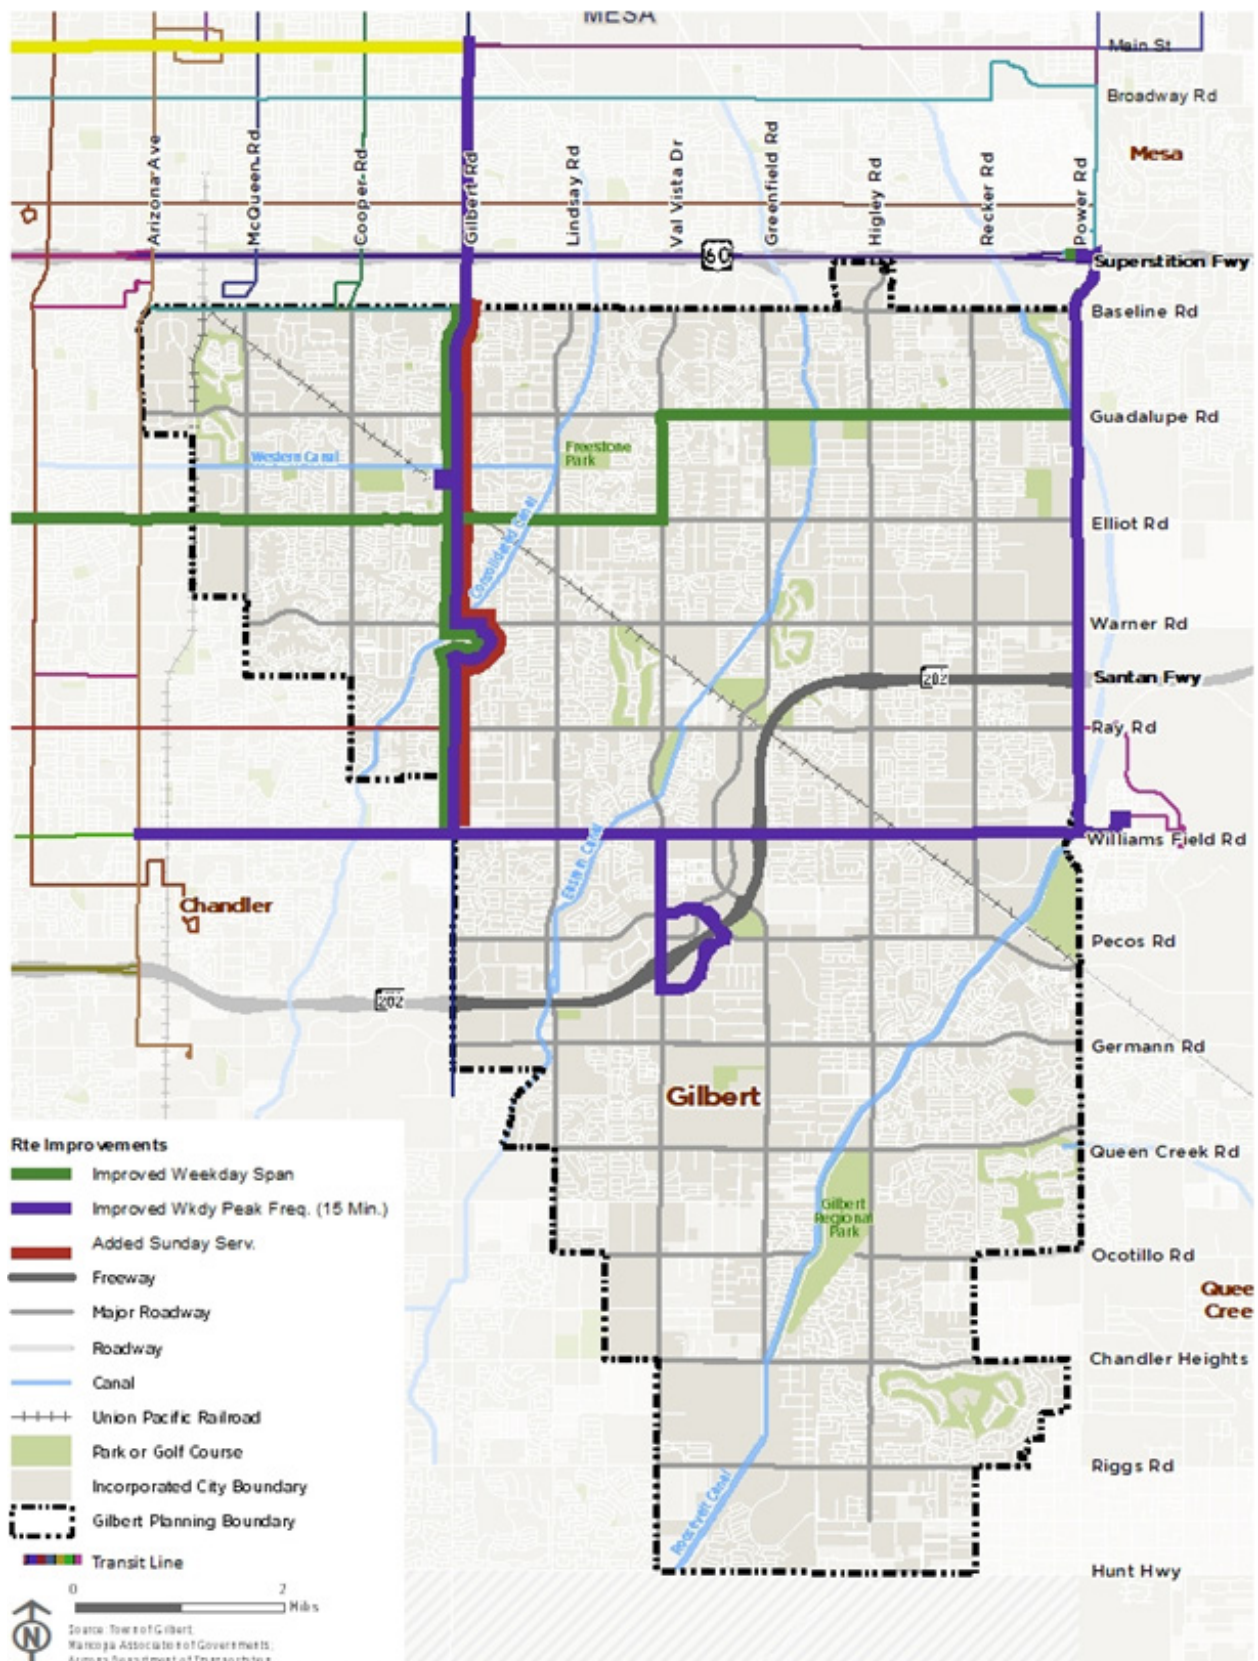 MESA
Main St
Broadway Rd
Mesa
Arizona Ave
McQueen Rd
Cooper Rd
Gilbert Rd
Lindsay Rd
Val Vista Dr
Greenfield Rd
Higley Rd
Recker Rd
Power Rd
60
Superstition Fwy
Baseline Rd
Guadalupe Rd
Freestone
Park
Western Canal
Elliot Rd
Consolidated Canal
Warner Rd
202
Santan Fwy
Ray Rd
Williams Field Rd
Eastern Canal
Chandler
Pecos Rd
202
Germann Rd
Gilbert
Queen Creek Rd
Gilbert
Regional
Park
Ocotillo Rd
Quee
Cree
Chandler Heights
Riggs Rd
Roosevelt Canal
Hunt Hwy
Rte Improvements
Improved Weekday Span
Improved Wkdy Peak Freq. (15 Min.)
Added Sunday Serv.
Freeway
Major Roadway
Roadway
Canal
Union Pacific Railroad
Park or Golf Course
Incorporated City Boundary
Gilbert Planning Boundary
Transit Line
0 2
Miles
N
Source: Town of Gilbert;
Maricopa Association of Governments;
Arizona Department of Transportation